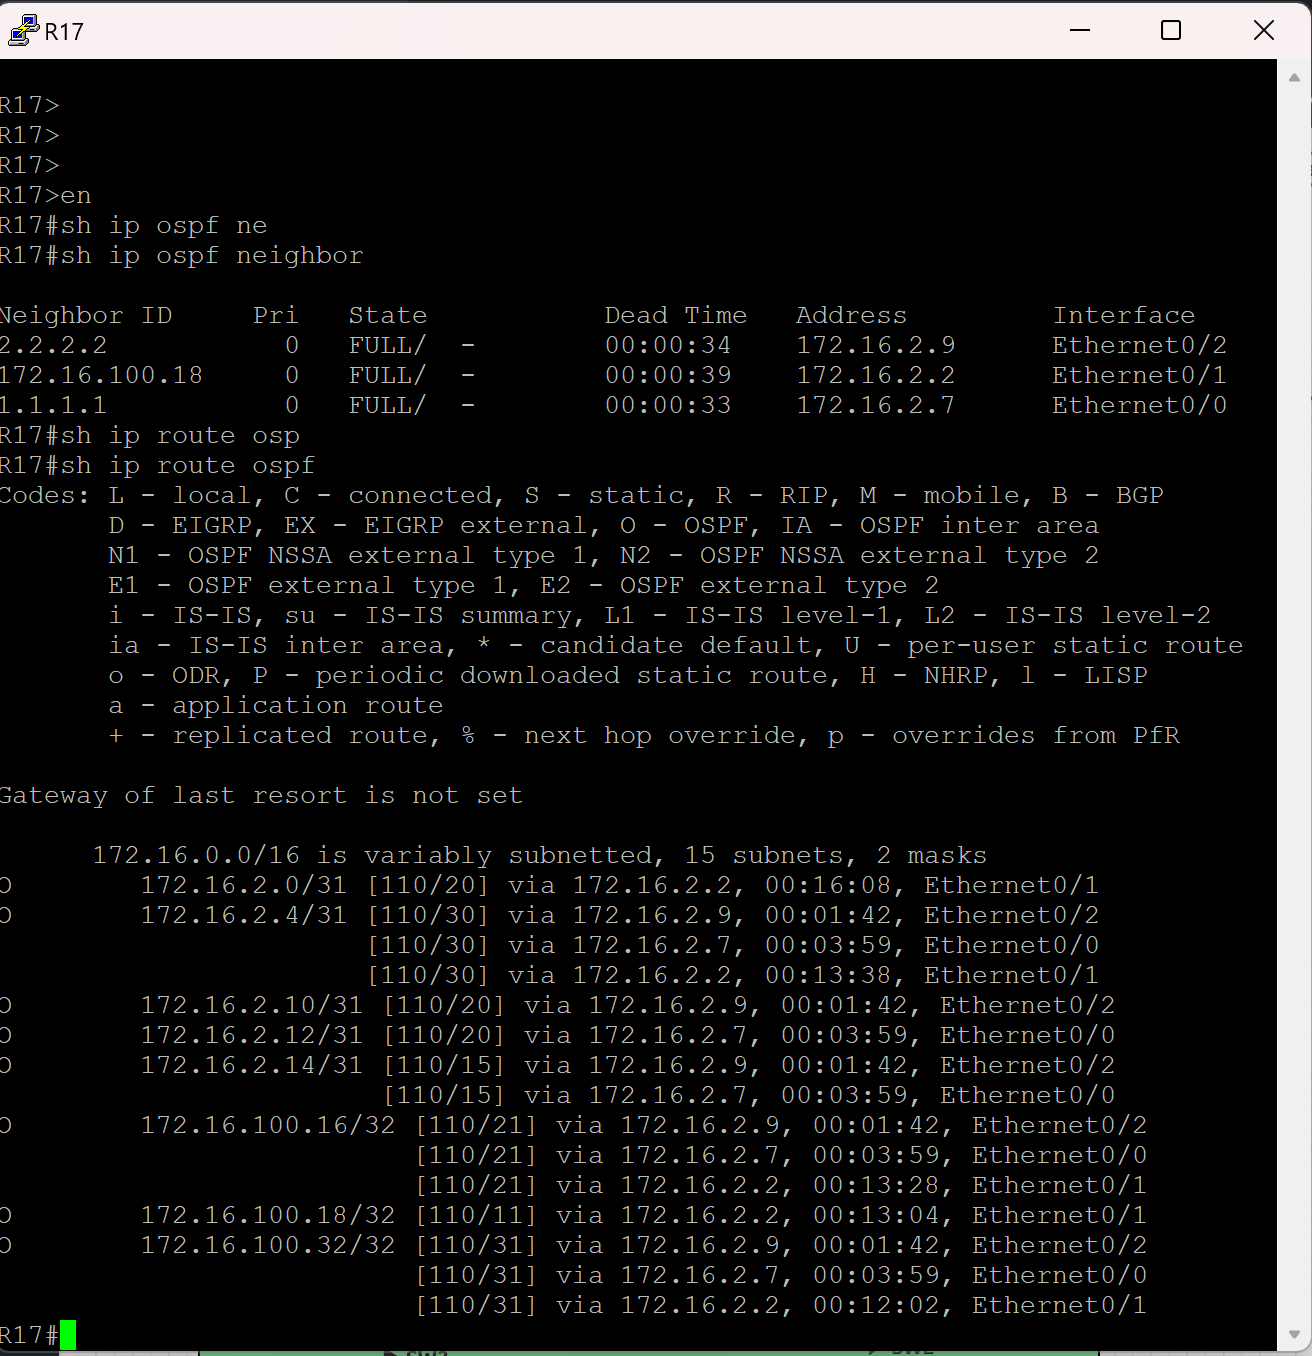 R17
R17>
R17>
R17>
R17>en
R17#sh ip ospf ne
R17#sh ip ospf neighbor
Neighbor ID     Pri   State           Dead Time   Address         Interface
2.2.2.2           0   FULL/  -        00:00:34    172.16.2.9      Ethernet0/2
172.16.100.18     0   FULL/  -        00:00:39    172.16.2.2      Ethernet0/1
1.1.1.1           0   FULL/  -        00:00:33    172.16.2.7      Ethernet0/0
R17#sh ip route osp
R17#sh ip route ospf
Codes: L - local, C - connected, S - static, R - RIP, M - mobile, B - BGP
       D - EIGRP, EX - EIGRP external, O - OSPF, IA - OSPF inter area
       N1 - OSPF NSSA external type 1, N2 - OSPF NSSA external type 2
       E1 - OSPF external type 1, E2 - OSPF external type 2
       i - IS-IS, su - IS-IS summary, L1 - IS-IS level-1, L2 - IS-IS level-2
       ia - IS-IS inter area, * - candidate default, U - per-user static route
       o - ODR, P - periodic downloaded static route, H - NHRP, l - LISP
       a - application route
       + - replicated route, % - next hop override, p - overrides from PfR
Gateway of last resort is not set
      172.16.0.0/16 is variably subnetted, 15 subnets, 2 masks
O        172.16.2.0/31 [110/20] via 172.16.2.2, 00:16:08, Ethernet0/1
O        172.16.2.4/31 [110/30] via 172.16.2.9, 00:01:42, Ethernet0/2
                       [110/30] via 172.16.2.7, 00:03:59, Ethernet0/0
                       [110/30] via 172.16.2.2, 00:13:38, Ethernet0/1
O        172.16.2.10/31 [110/20] via 172.16.2.9, 00:01:42, Ethernet0/2
O        172.16.2.12/31 [110/20] via 172.16.2.7, 00:03:59, Ethernet0/0
O        172.16.2.14/31 [110/15] via 172.16.2.9, 00:01:42, Ethernet0/2
                        [110/15] via 172.16.2.7, 00:03:59, Ethernet0/0
O        172.16.100.16/32 [110/21] via 172.16.2.9, 00:01:42, Ethernet0/2
                          [110/21] via 172.16.2.7, 00:03:59, Ethernet0/0
                          [110/21] via 172.16.2.2, 00:13:28, Ethernet0/1
O        172.16.100.18/32 [110/11] via 172.16.2.2, 00:13:04, Ethernet0/1
O        172.16.100.32/32 [110/31] via 172.16.2.9, 00:01:42, Ethernet0/2
                          [110/31] via 172.16.2.7, 00:03:59, Ethernet0/0
                          [110/31] via 172.16.2.2, 00:12:02, Ethernet0/1
R17#